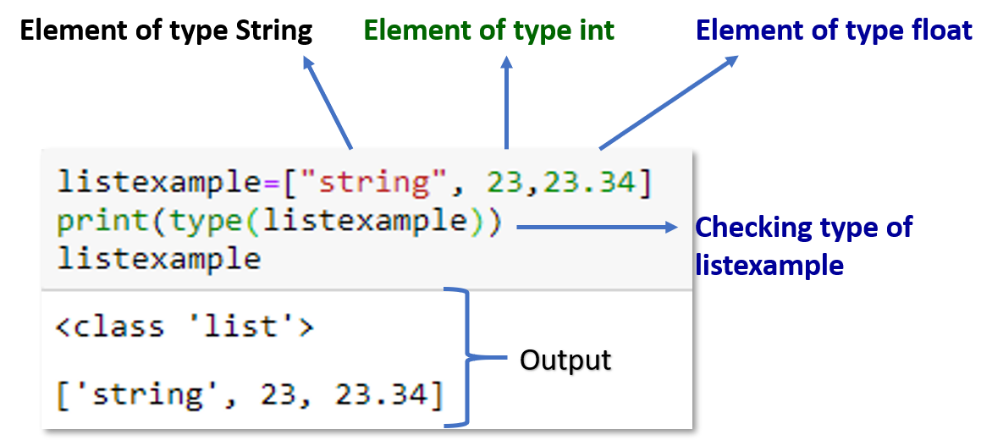 Element of type String
Element of type int
Element of type float
listexample=["string", 23,23.34]
print(type(listexample))
listexample
Checking type of
listexample
<class 'list'>
Output
['string', 23, 23.34]